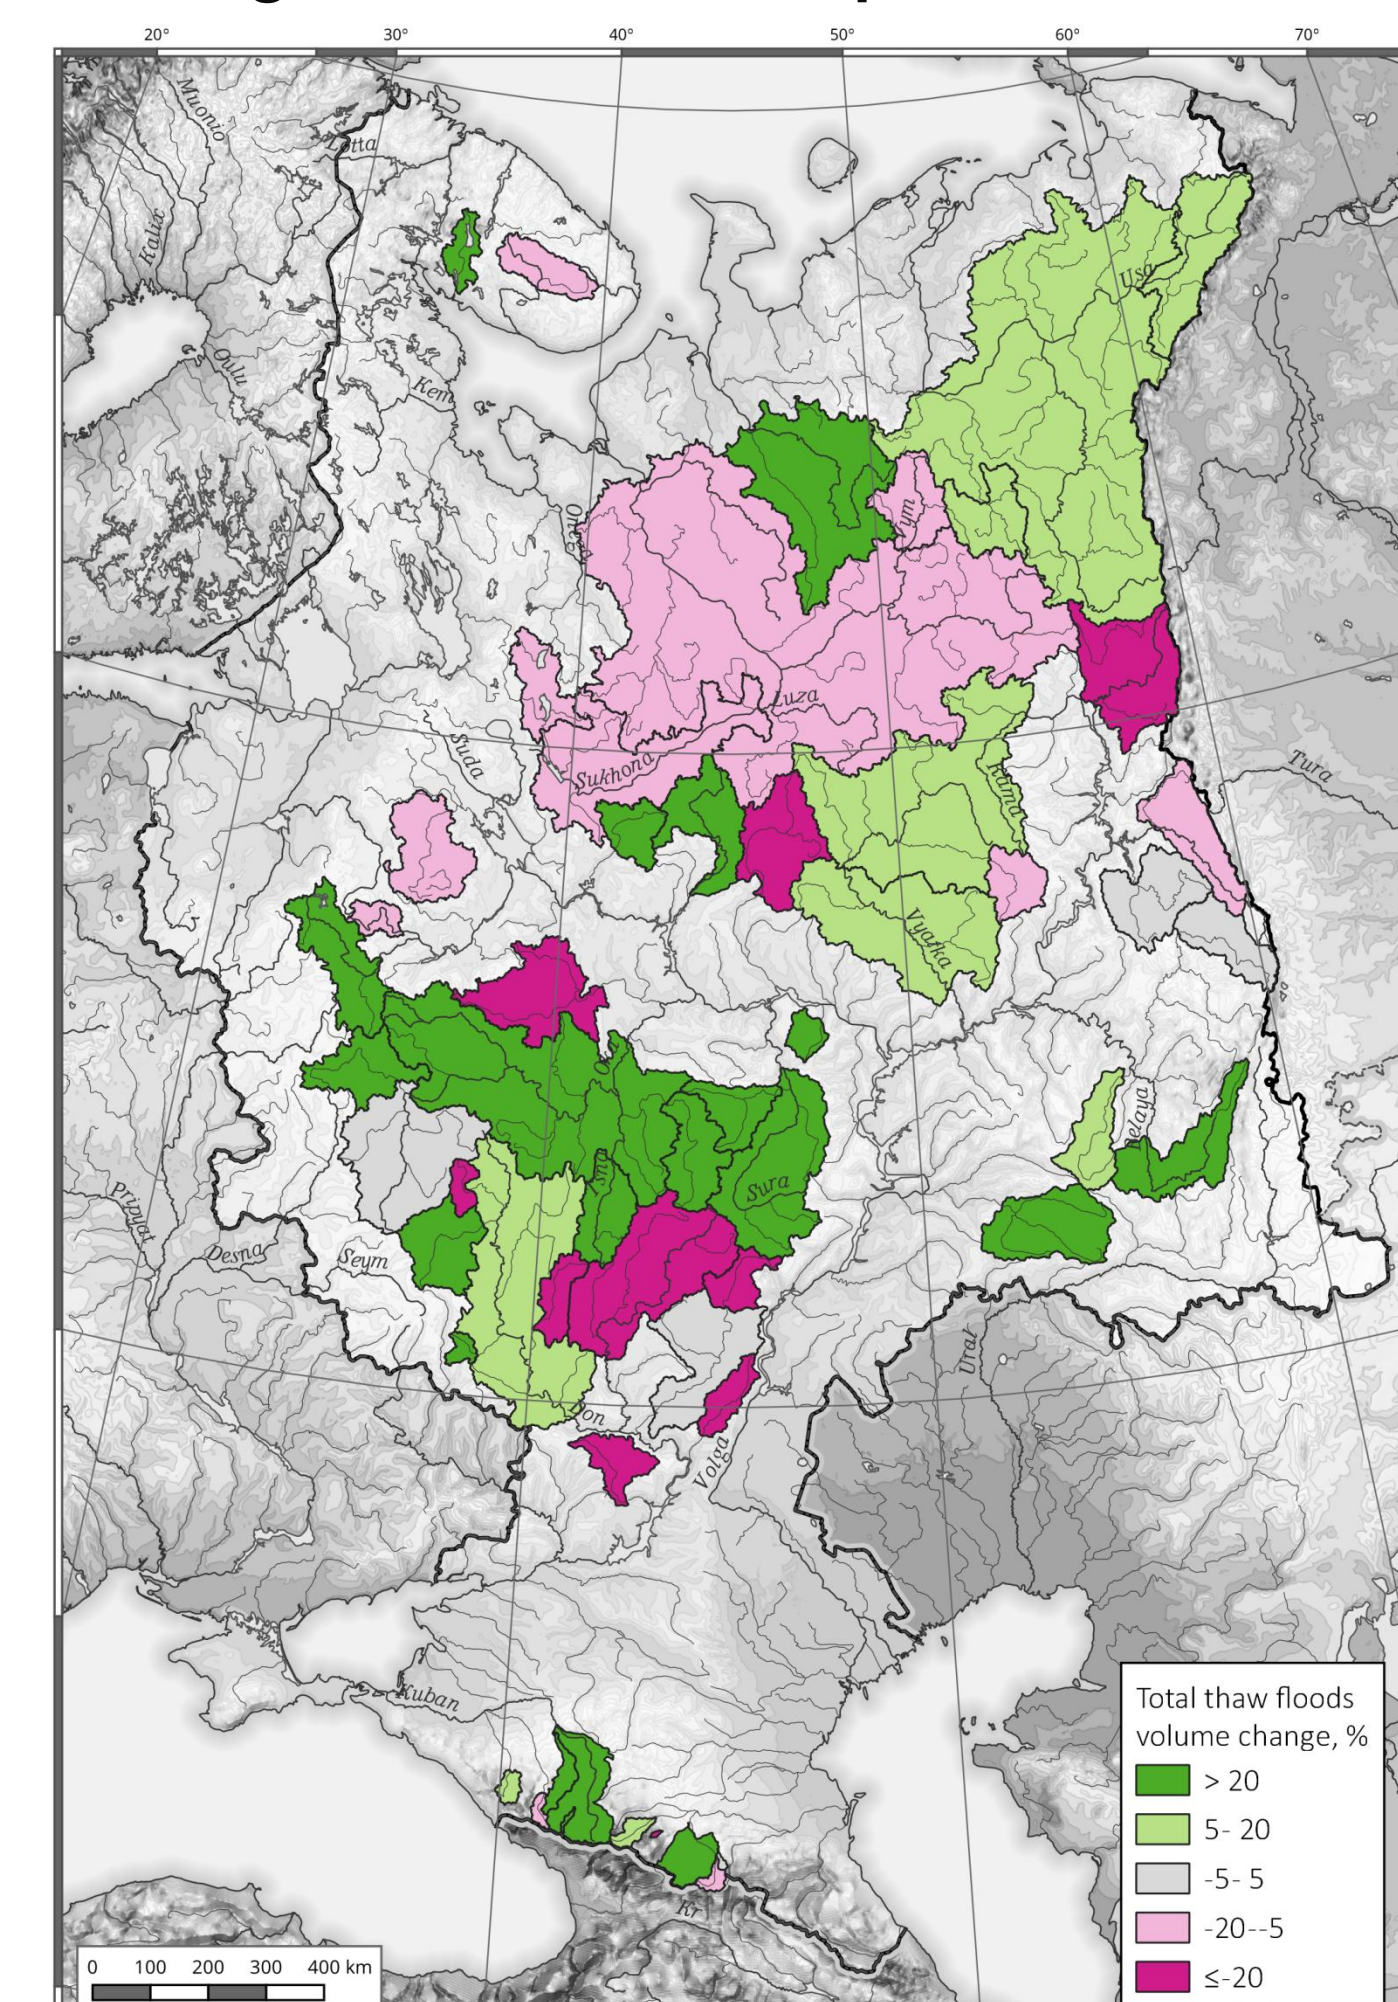 20° 30° 40° 50° 60° 70°
Muonio
Lotta
Kalix
Oulu
Kem
Usa
Luza
Sukhona
Suda
Kama
Tura
Vyatka
Belaya
Sura
Pripyat
Desna
Seym
Don
Ural
Volga
Kuban
Kr
Total thaw floods
volume change, %
> 20
5- 20
-5- 5
-20--5
≤-20
0 100 200 300 400 km